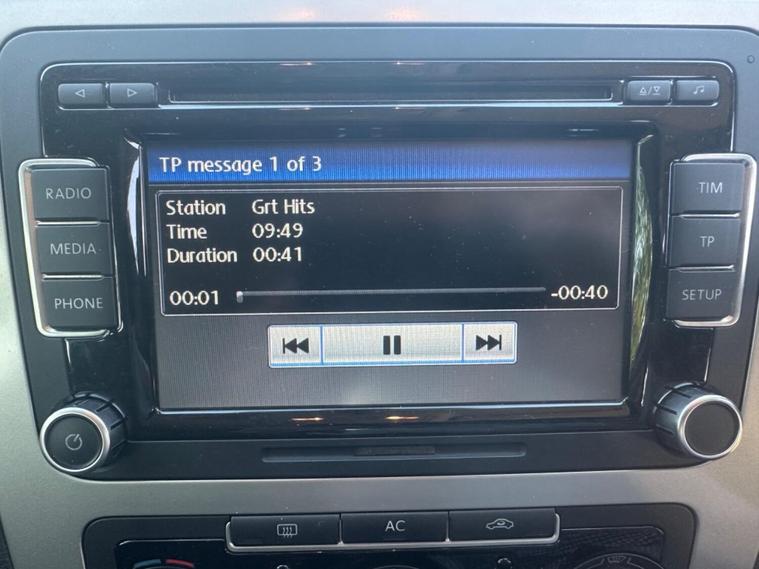 TP message 1 of 3
RADIO
MEDIA
PHONE
Station Grt Hits
Time 09:49
Duration 00:41
00:01 -00:40
TIM
TP
SETUP
AC